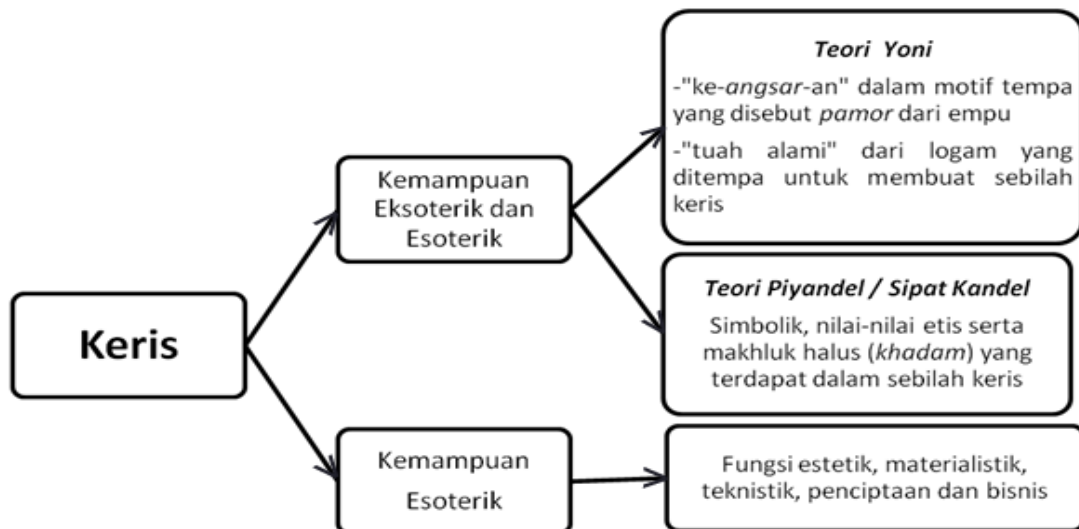 Keris
Kemampuan
Eksoterik dan
Esoterik
Teori Yoni
-"ke-angsar-an" dalam motif tempa
yang disebut pamor dari empu
-"tuah alami" dari logam yang
ditempa untuk membuat sebilah
keris
Teori Piyandel / Sipat Kandel
Simbolik, nilai-nilai etis serta
makhluk halus (khadam) yang
terdapat dalam sebilah keris
Kemampuan
Esoterik
Fungsi estetik, materialistik,
teknistik, penciptaan dan bisnis